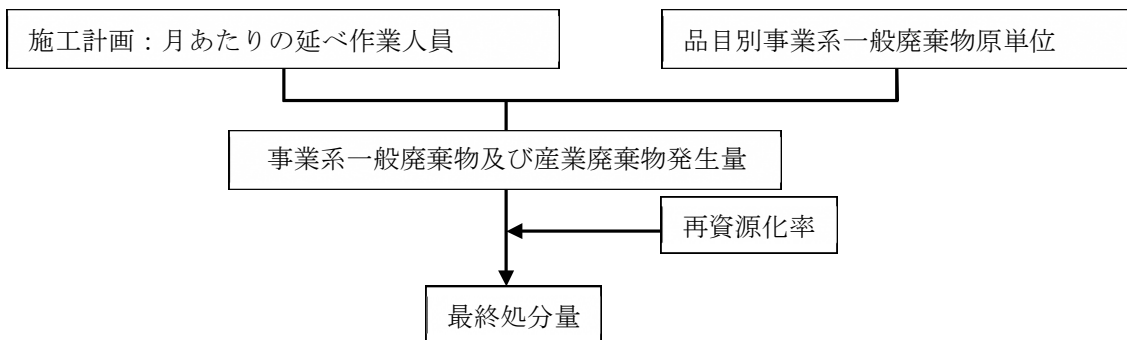 施工計画：月あたりの延べ作業人員
品目別事業系一般廃棄物原単位
事業系一般廃棄物及び産業廃棄物発生量
再資源化率
最終処分量